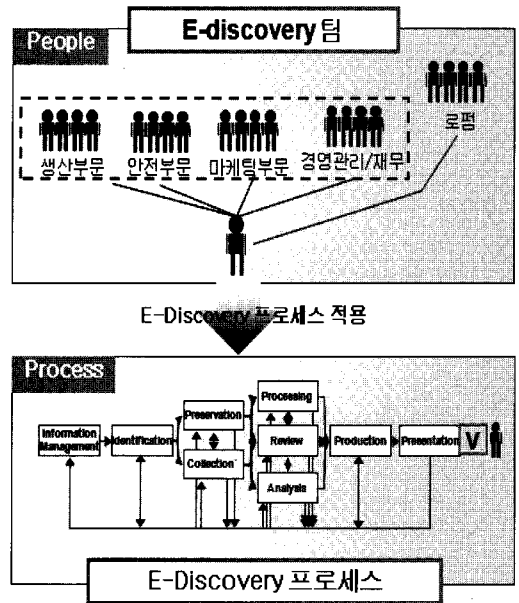 People
E-discovery 팀
로펌
생산부문 안전부문 마케팅부문 경영관리/재무
E-Discovery 프로세스 적용
Process
Information
Management
Identification
Preservation
Collection
Processing
Review
Analysis
Production
Presentation
V
E-Discovery 프로세스